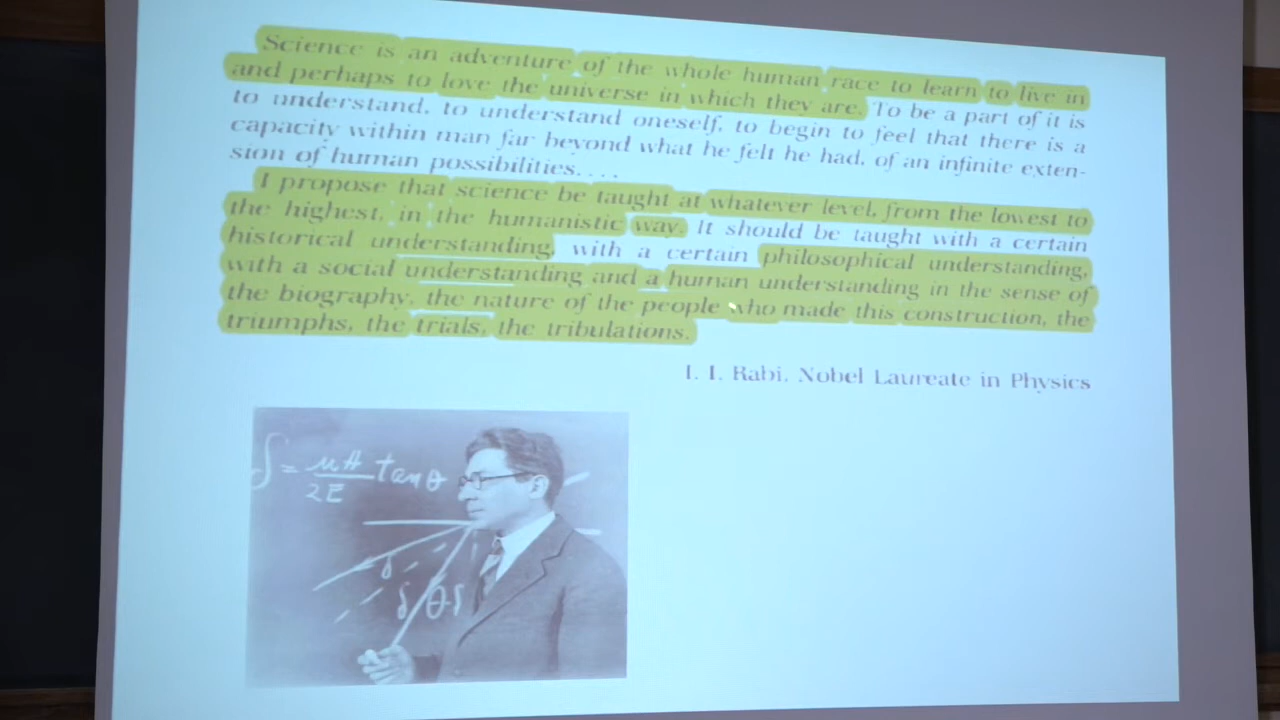 Science is an adventure of the whole human race to learn to live in
and perhaps to love the universe in which they are. To be a part of it is
to understand, to understand oneself, to begin to feel that there is a
capacity within man far beyond what he felt he had, of an infinite exten-
sion of human possibilities. . . .
I propose that science be taught at whatever level, from the lowest to
the highest, in the humanistic way. It should be taught with a certain
historical understanding, with a certain philosophical understanding,
with a social understanding and a human understanding in the sense of
the biography, the nature of the people who made this construction, the
triumphs, the trials, the tribulations.
I. I. Rabi, Nobel Laureate in Physics
δ = μH/2E tan θ
δ
δ θ δ